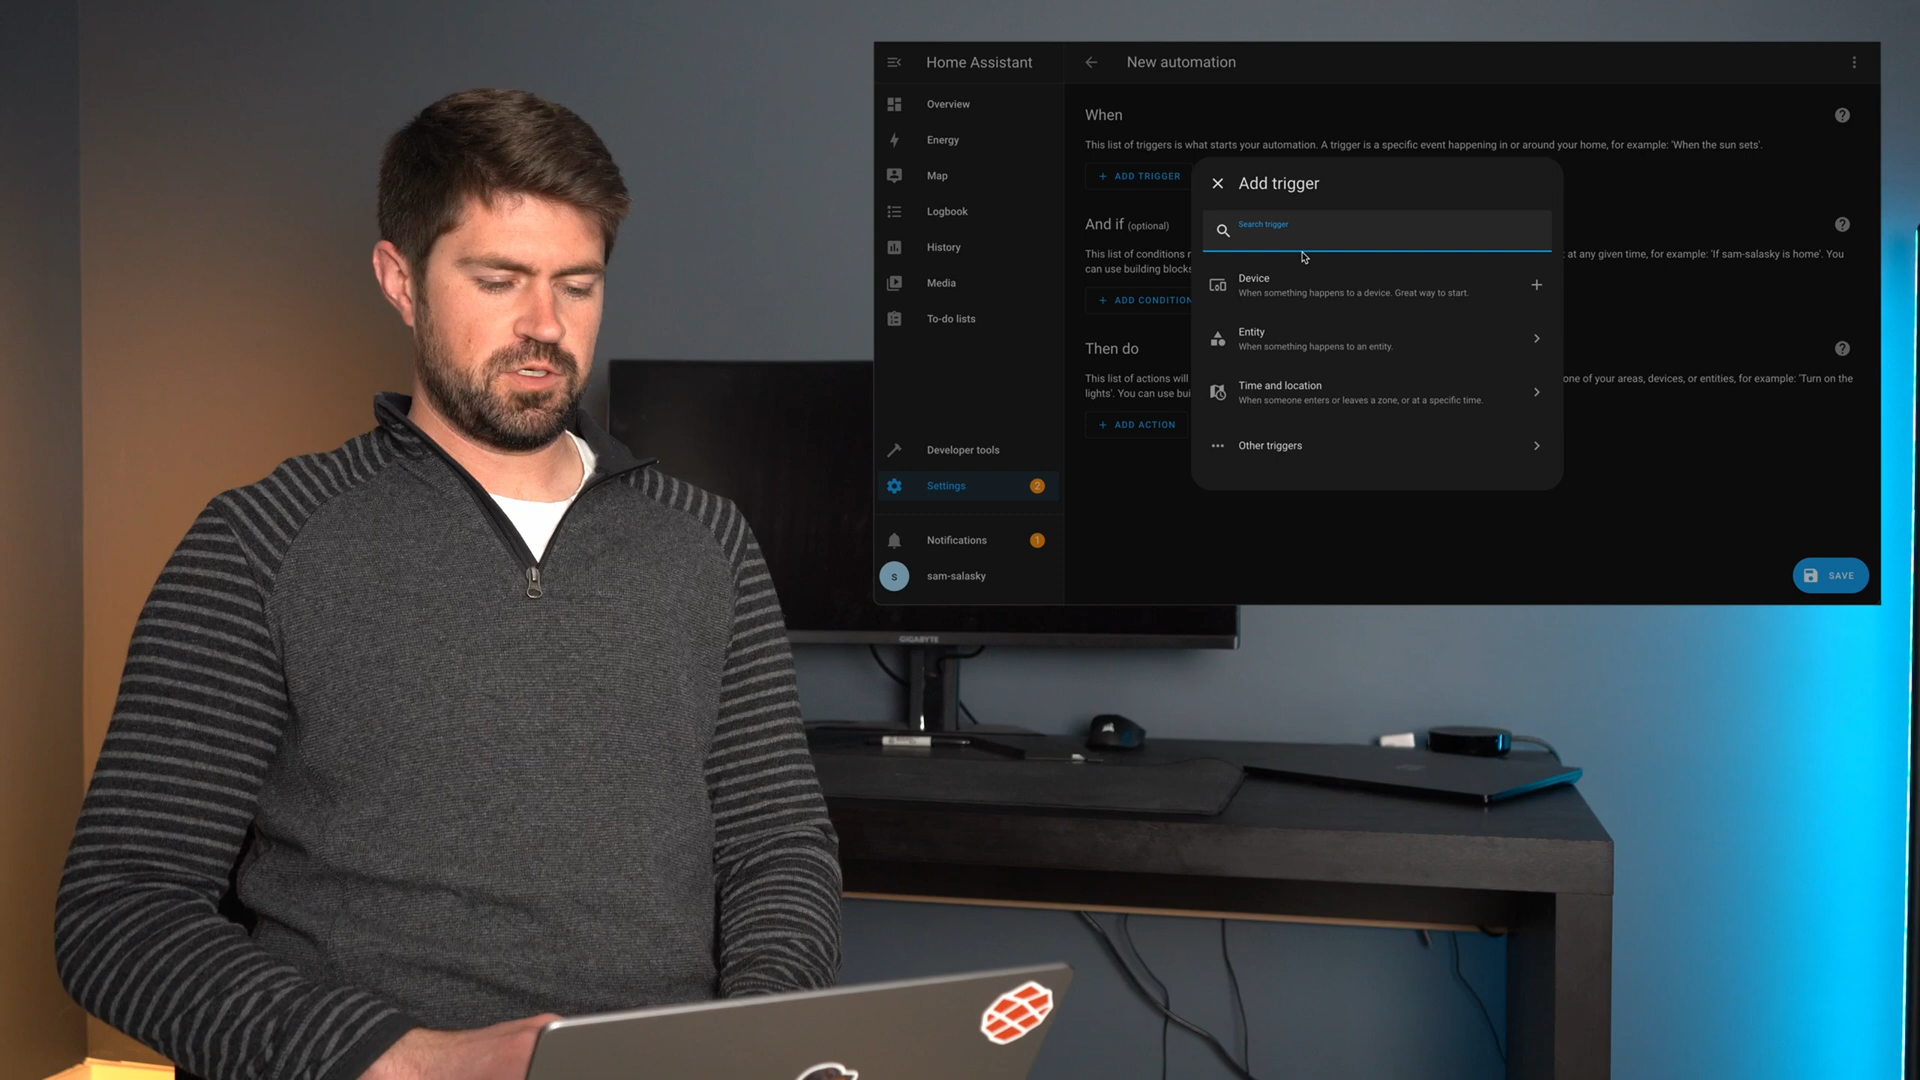 Home Assistant
New automation
Overview
Energy
Map
Logbook
History
Media
To-do lists
Developer tools
Settings
2
Notifications
1
s
sam-salasky
When
This list of triggers is what starts your automation. A trigger is a specific event happening in or around your home, for example: 'When the sun sets'.
+ ADD TRIGGER
And if (optional)
This list of conditions
at any given time, for example: 'If sam-salasky is home'. You
can use building blocks
+ ADD CONDITION
Then do
This list of actions will
one of your areas, devices, or entities, for example: 'Turn on the
lights'. You can use
+ ADD ACTION
Add trigger
Search trigger
Device
When something happens to a device. Great way to start.
Entity
When something happens to an entity.
Time and location
When someone enters or leaves a zone, or at a specific time.
Other triggers
SAVE
GIGABYTE